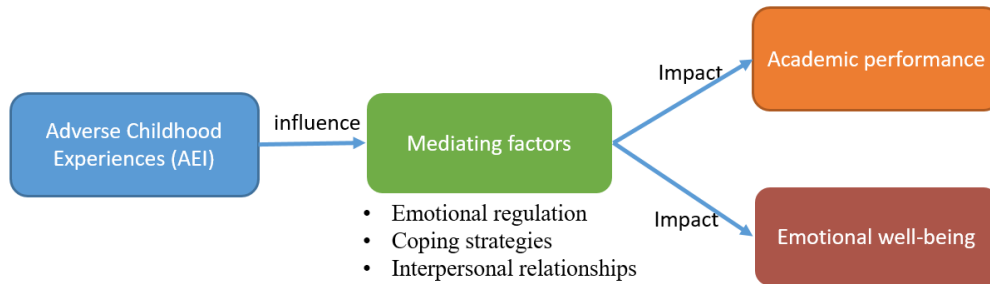 Adverse Childhood
Experiences (AEI)
influence
Mediating factors
• Emotional regulation
• Coping strategies
• Interpersonal relationships
Impact
Academic performance
Impact
Emotional well-being